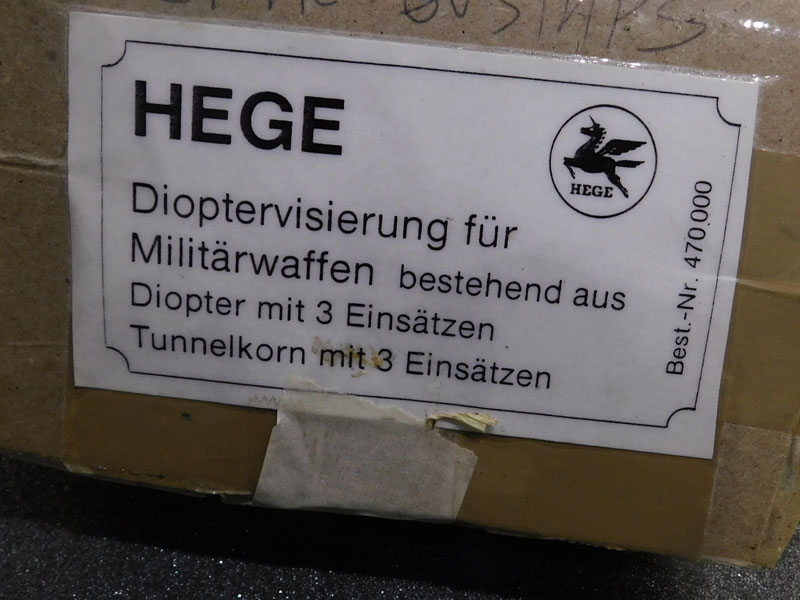 HEGE
HEGE
Dioptervisierung für
Militärwaffen bestehend aus
Diopter mit 3 Einsätzen
Tunnelkorn mit 3 Einsätzen
Best.-Nr. 470.000